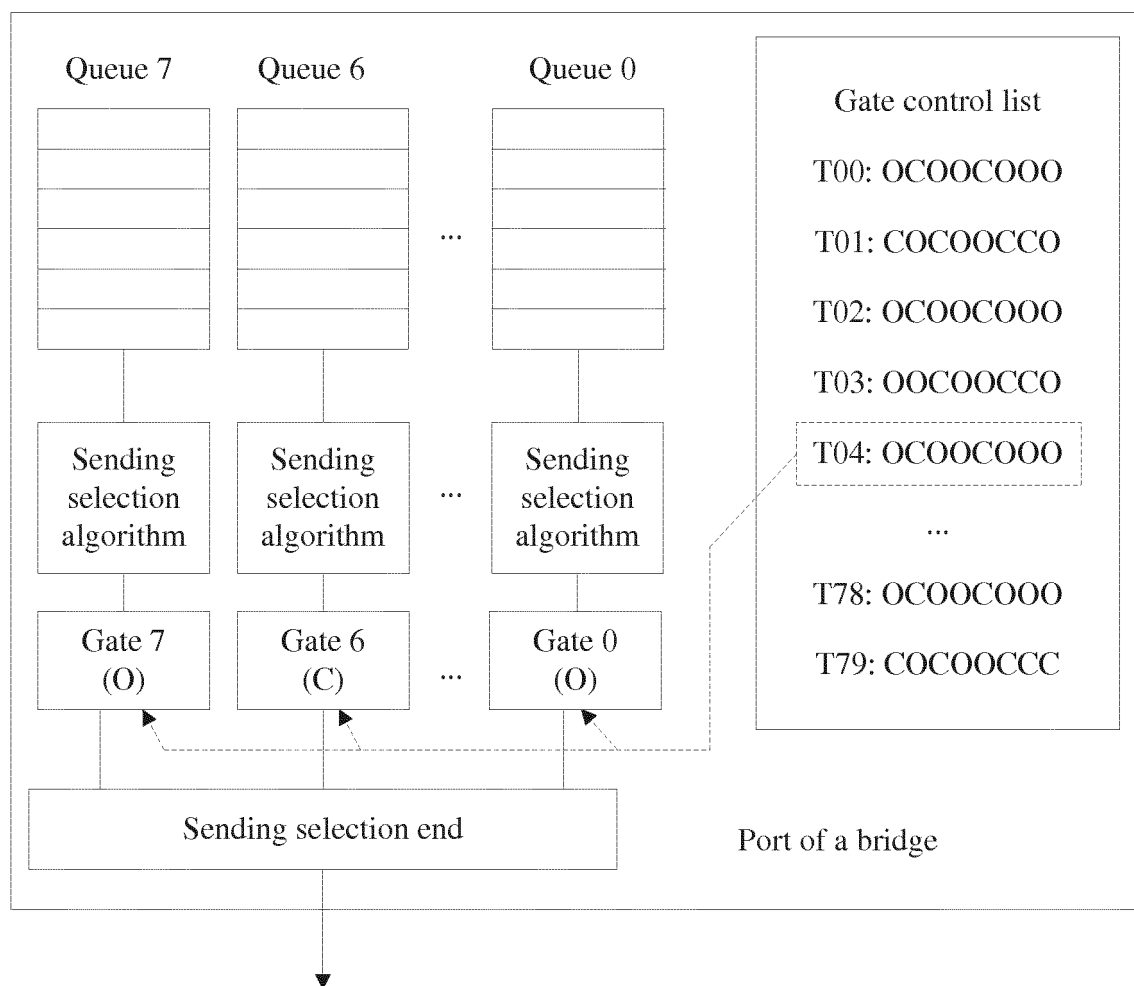 Queue 7 Queue 6 Queue 0
...
Sending selection algorithm
Sending selection algorithm
...
Sending selection algorithm
Gate 7 (O)
Gate 6 (C)
...
Gate 0 (O)
Sending selection end
Gate control list
T00: OCOOCOOO
T01: COCOOCCO
T02: OCOOCOOO
T03: OOCOOCCO
T04: OCOOCOOO
...
T78: OCOOCOOO
T79: COCOOCCC
Port of a bridge